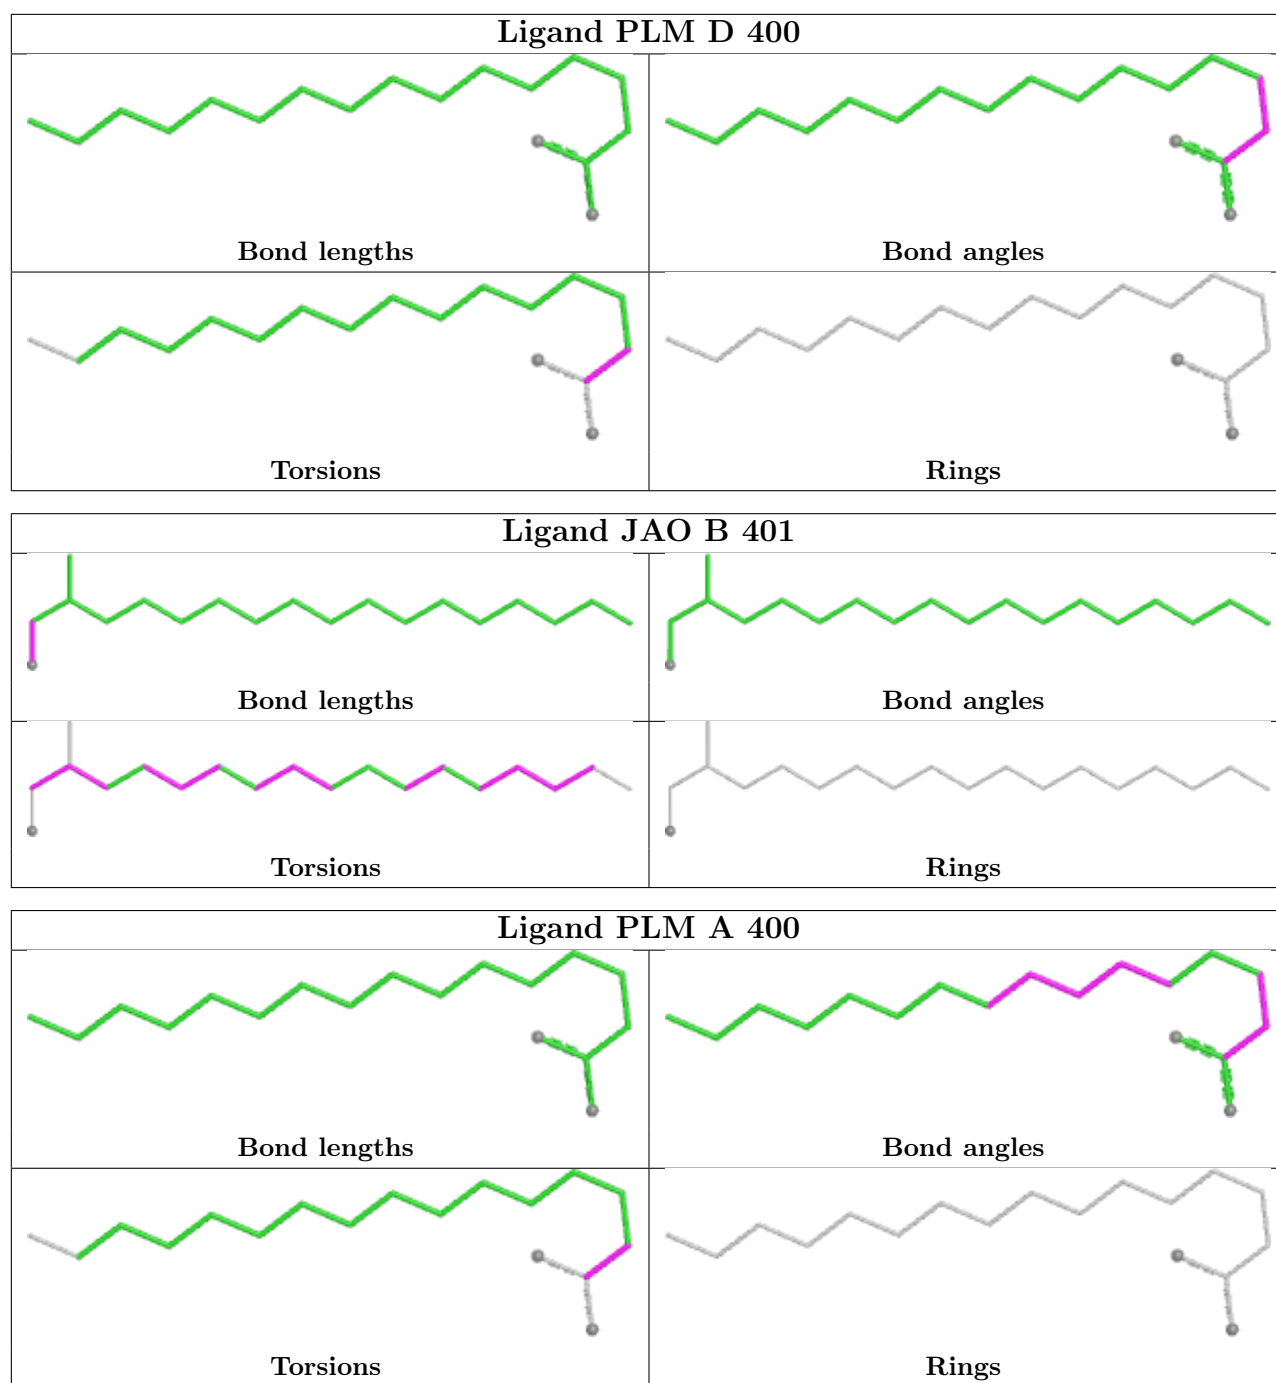 Ligand PLM D 400
Bond lengths
Bond angles
Torsions
Rings
Ligand JAO B 401
Bond lengths
Bond angles
Torsions
Rings
Ligand PLM A 400
Bond lengths
Bond angles
Torsions
Rings